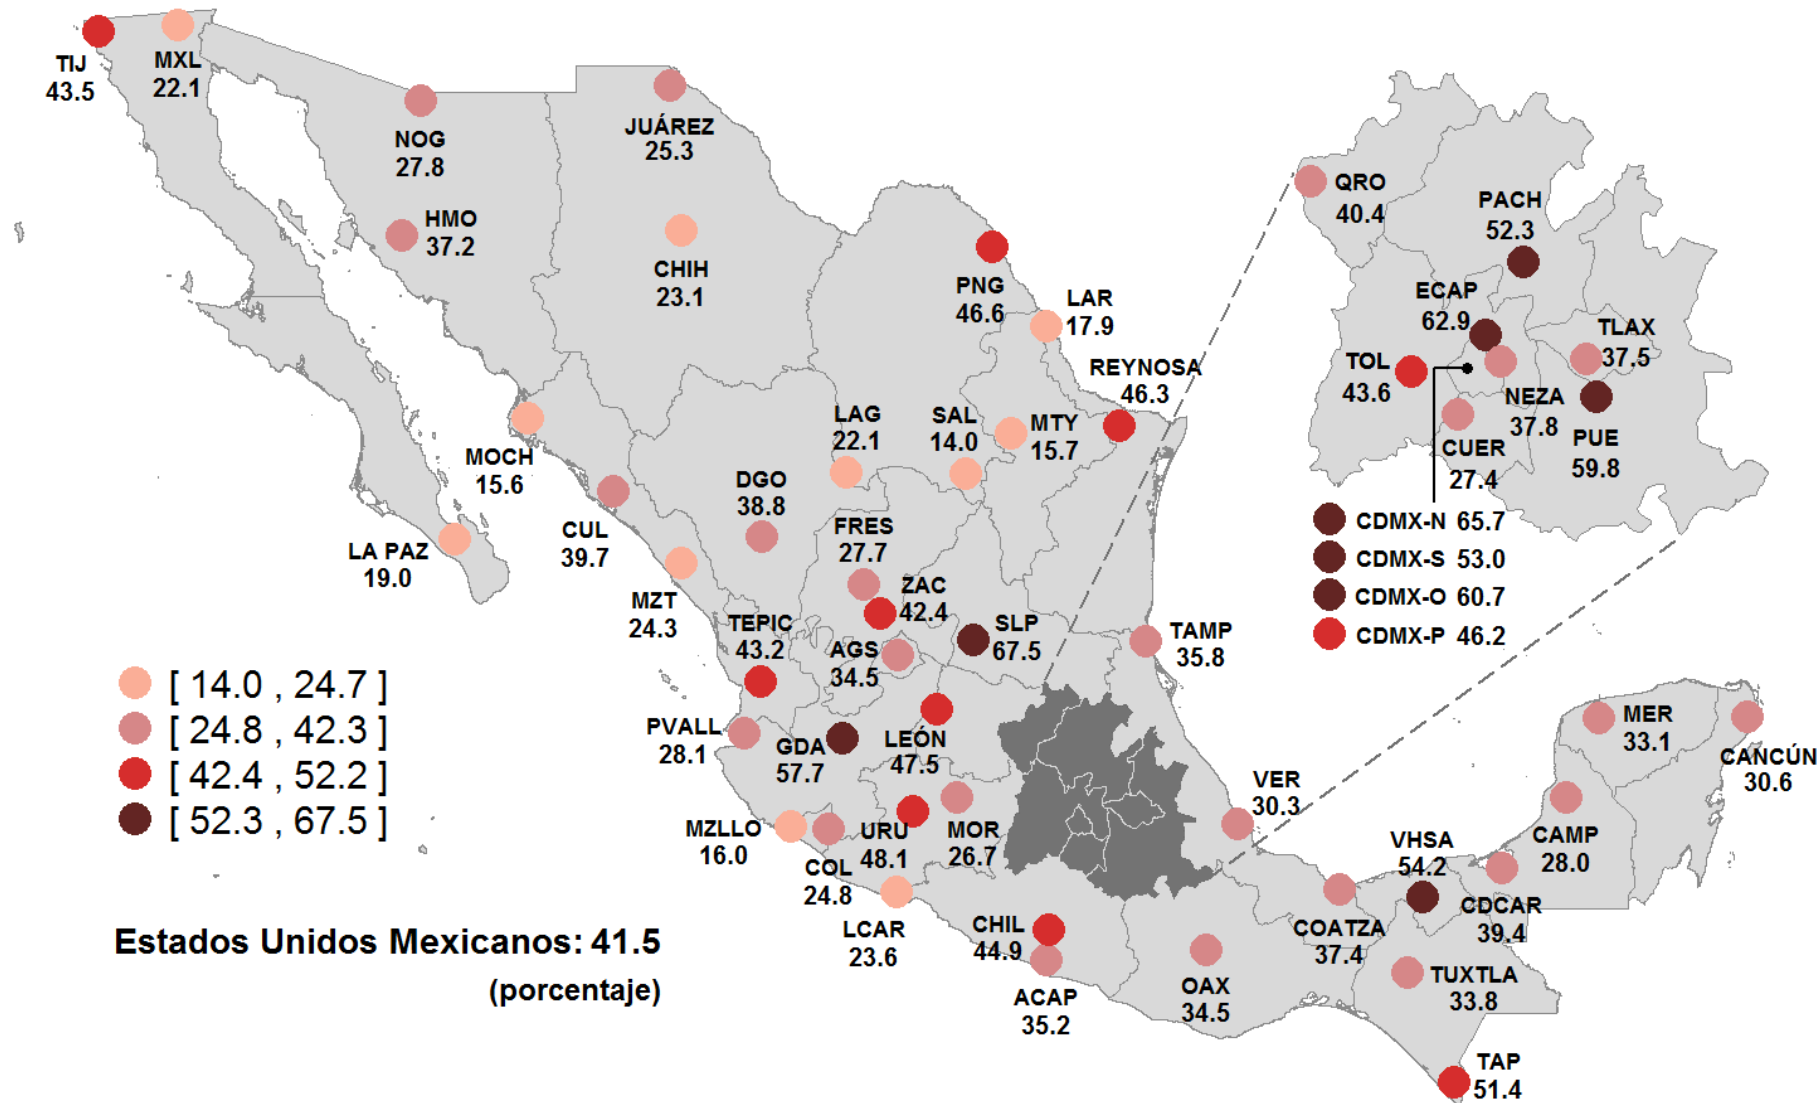 TIJ
43.5
MXL
22.1
NOG
27.8
HMO
37.2
JUÁREZ
25.3
CHIH
23.1
PNG
46.6
LAR
17.9
REYNOSA
46.3
LAG
22.1
SAL
14.0
MTY
15.7
MOCH
15.6
LA PAZ
19.0
CUL
39.7
DGO
38.8
FRES
27.7
ZAC
42.4
MZT
24.3
TEPIC
43.2
AGS
34.5
SLP
67.5
TAMP
35.8
PVALL
28.1
GDA
57.7
LEÓN
47.5
MZLLO
16.0
COL
24.8
URU
48.1
MOR
26.7
LCAR
23.6
CHIL
44.9
ACAP
35.2
OAX
34.5
VER
30.3
COATZA
37.4
VHSA
54.2
CDCAR
39.4
TUXTLA
33.8
TAP
51.4
CAMP
28.0
MER
33.1
CANCÚN
30.6
QRO
40.4
PACH
52.3
ECAP
62.9
TLAX
37.5
TOL
43.6
NEZA
37.8
CUER
27.4
PUE
59.8
CDMX-N 65.7
CDMX-S 53.0
CDMX-O 60.7
CDMX-P 46.2
[ 14.0 , 24.7 ]
[ 24.8 , 42.3 ]
[ 42.4 , 52.2 ]
[ 52.3 , 67.5 ]
Estados Unidos Mexicanos: 41.5
(porcentaje)